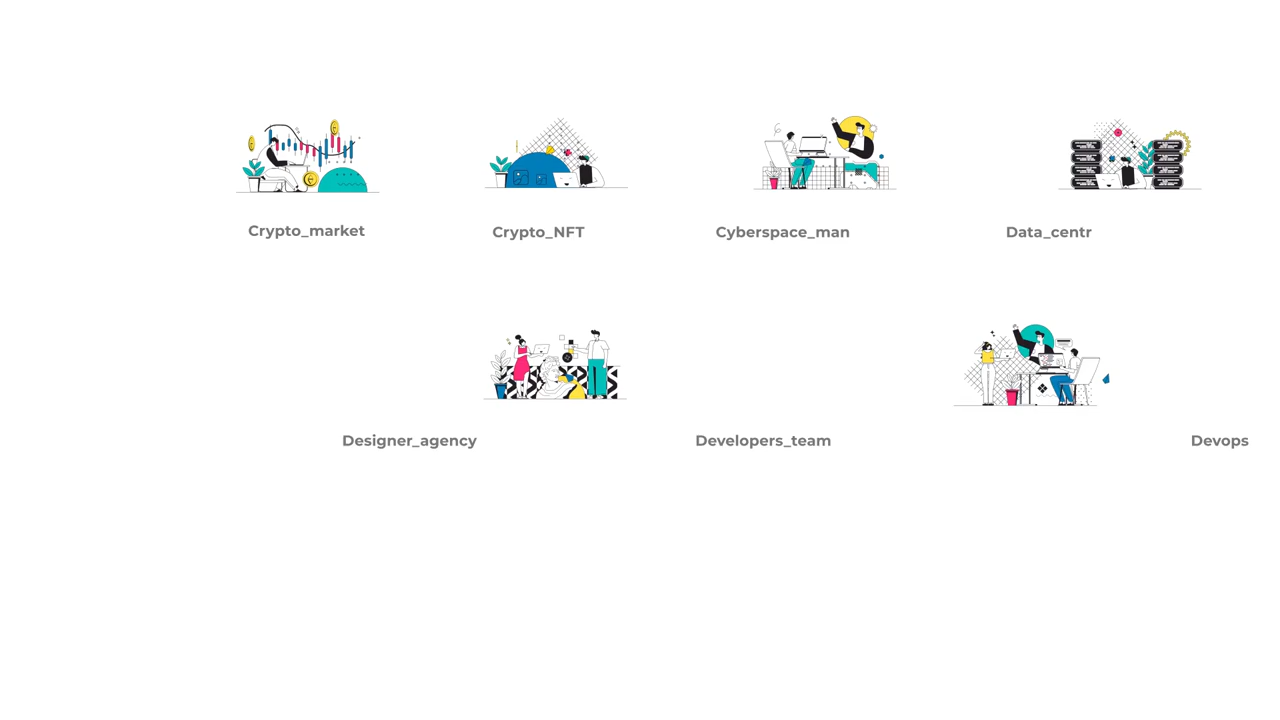 Crypto_market
Crypto_NFT
Cyberspace_man
Data_centr
Designer_agency
Developers_team
Devops